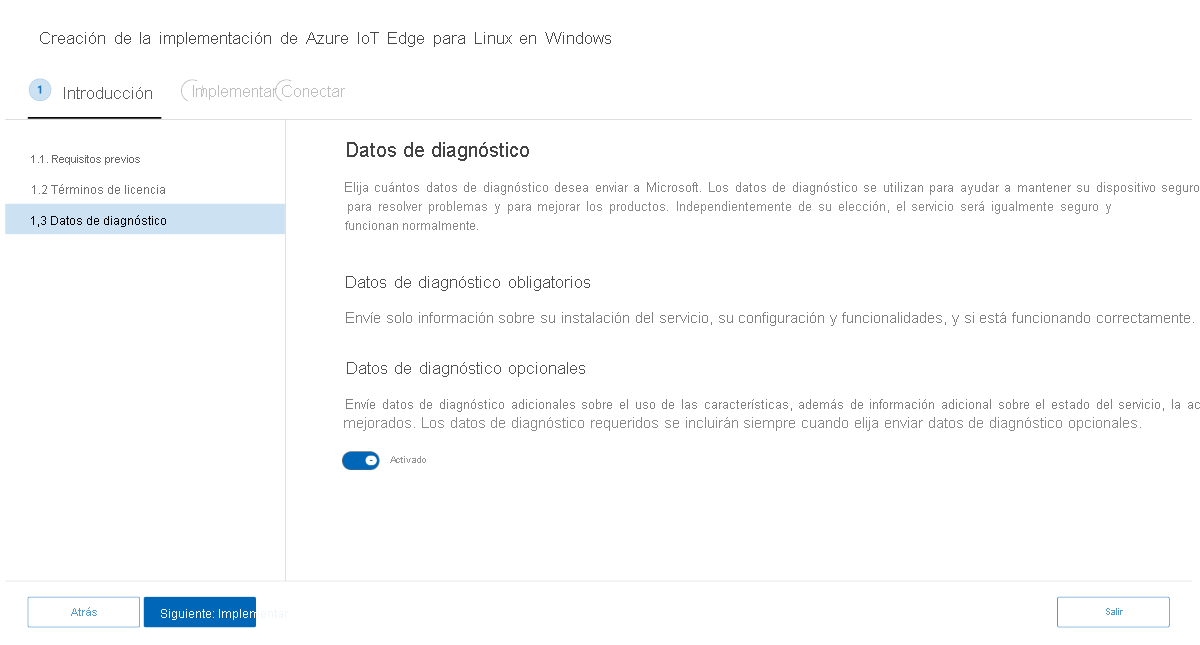 Creación de la implementación de Azure IoT Edge para Linux en Windows
1 Introducción Implementar Conectar
1.1. Requisitos previos
1.2 Términos de licencia
1,3 Datos de diagnóstico
Datos de diagnóstico
Elija cuántos datos de diagnóstico desea enviar a Microsoft. Los datos de diagnóstico se utilizan para ayudar a mantener su dispositivo seguro
para resolver problemas y para mejorar los productos. Independientemente de su elección, el servicio será igualmente seguro y
funcionan normalmente.
Datos de diagnóstico obligatorios
Envíe solo información sobre su instalación del servicio, su configuración y funcionalidades, y si está funcionando correctamente.
Datos de diagnóstico opcionales
Envíe datos de diagnóstico adicionales sobre el uso de las características, además de información adicional sobre el estado del servicio, la ac
mejorados. Los datos de diagnóstico requeridos se incluirán siempre cuando elija enviar datos de diagnóstico opcionales.
Activado
Atrás
Siguiente: Implementar
Salir